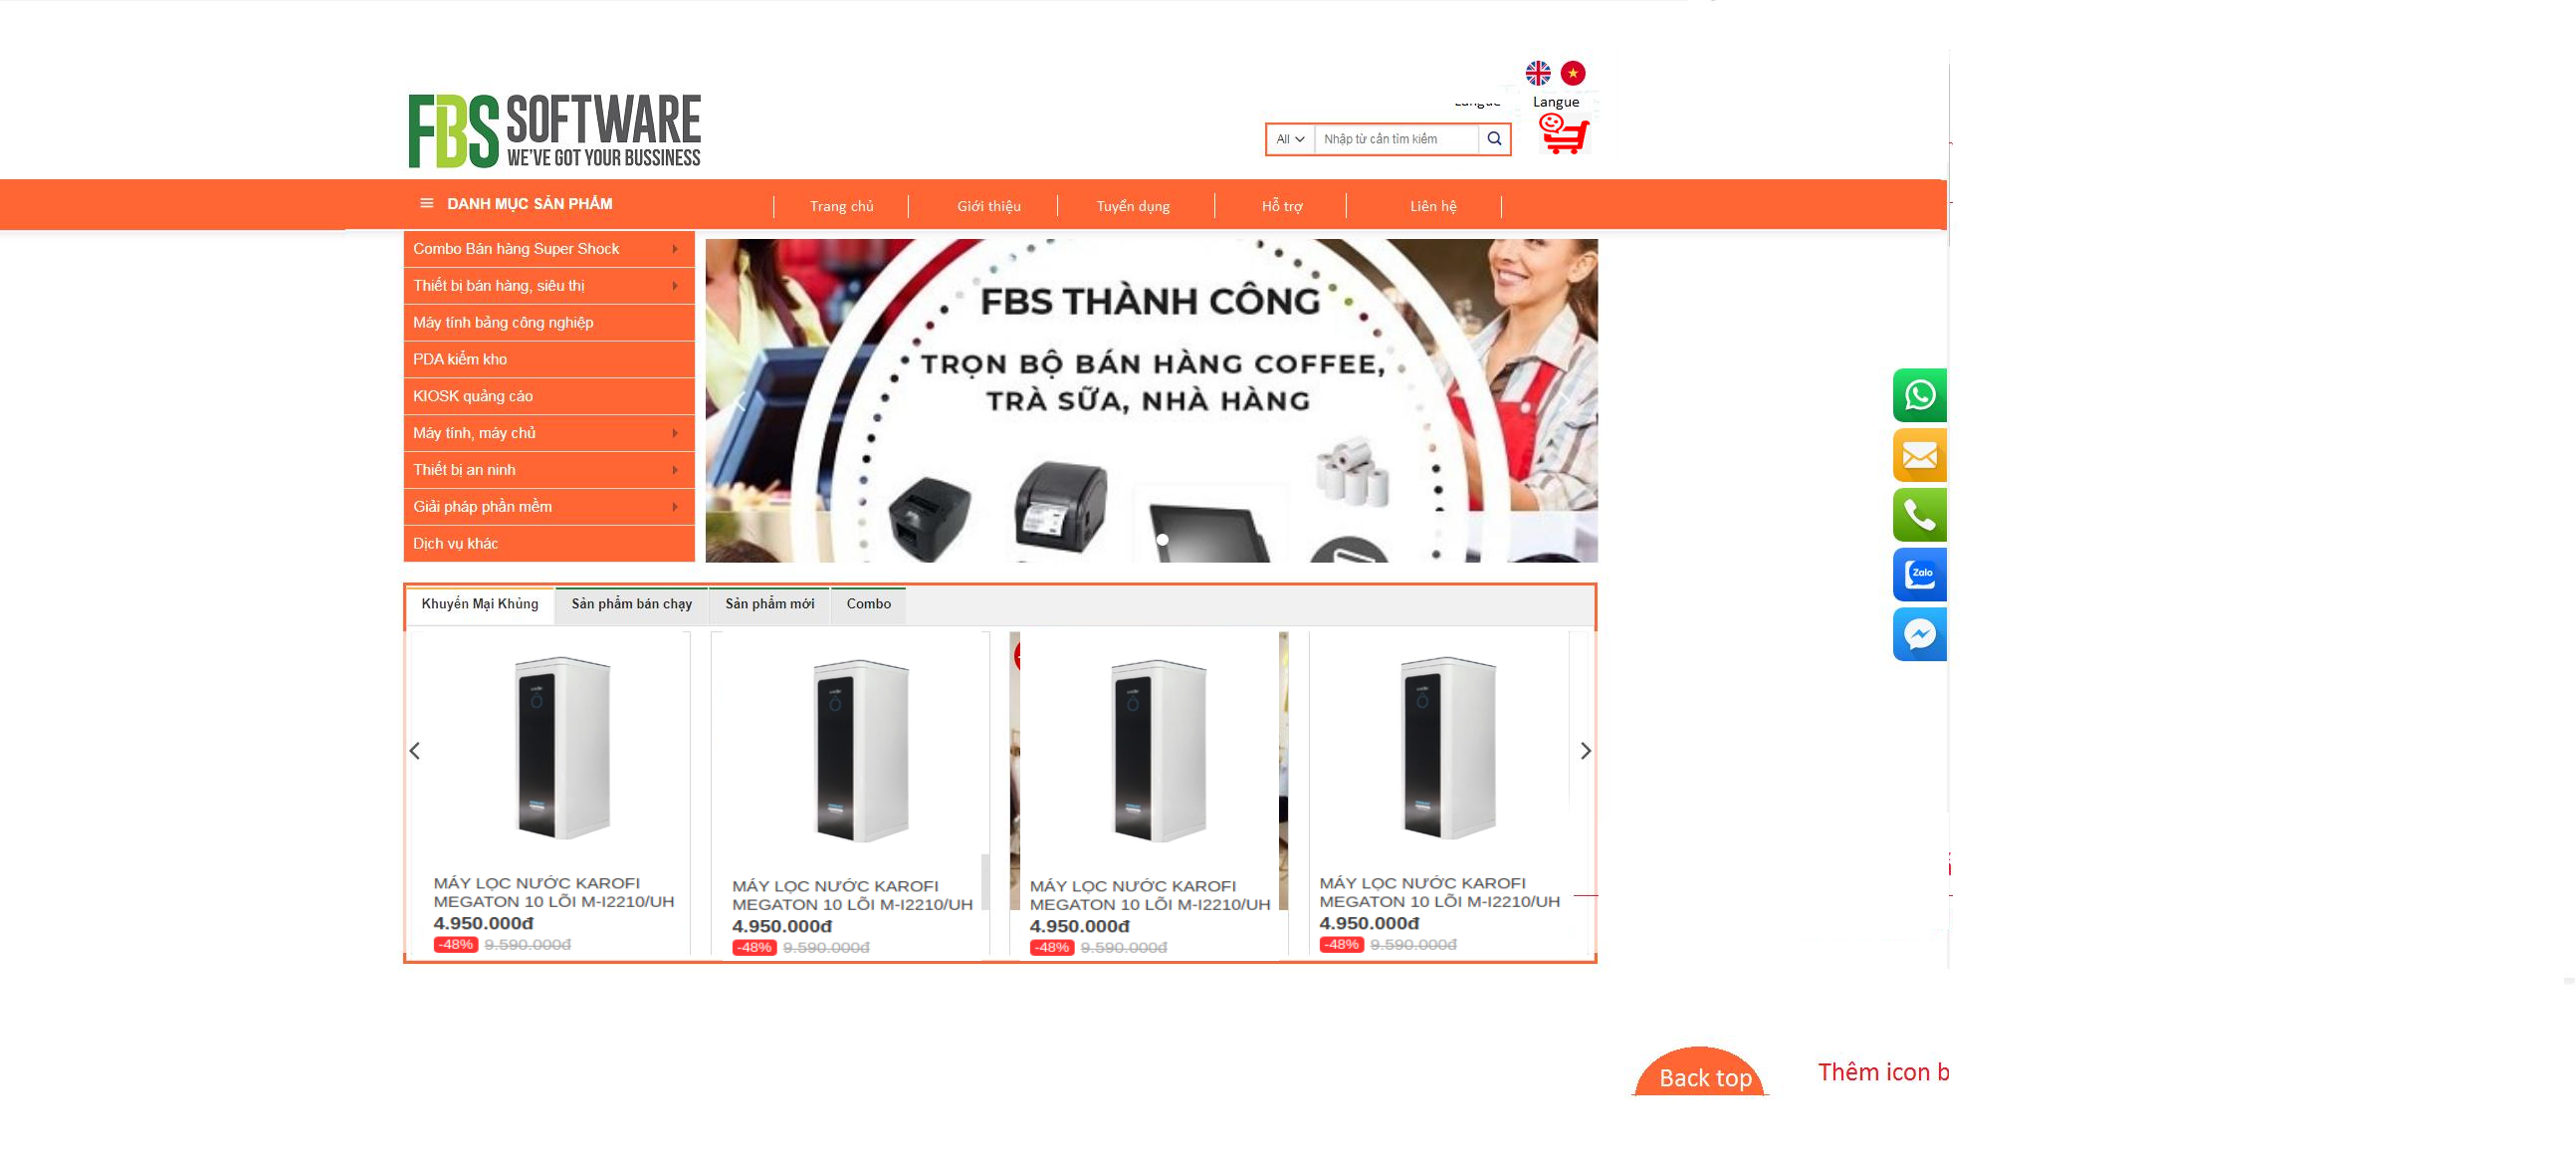 FBS SOFTWARE
WE'VE GOT YOUR BUSSINESS
Langue
All
Nhập từ cần tìm kiếm
DANH MỤC SẢN PHẨM
Trang chủ
Giới thiệu
Tuyển dụng
Hỗ trợ
Liên hệ
Combo Bán hàng Super Shock
Thiết bị bán hàng, siêu thị
Máy tính bảng công nghiệp
PDA kiểm kho
KIOSK quảng cáo
Máy tính, máy chủ
Thiết bị an ninh
Giải pháp phần mềm
Dịch vụ khác
FBS THÀNH CÔNG
TRỌN BỘ BÁN HÀNG COFFEE,
TRÀ SỮA, NHÀ HÀNG
Zalo
Khuyến Mại Khủng
Sản phẩm bán chạy
Sản phẩm mới
Combo
MÁY LỌC NƯỚC KAROFI
MEGATON 10 LÕI M-I2210/UH
4.950.000đ
-48% 9.590.000đ
MÁY LỌC NƯỚC KAROFI
MEGATON 10 LÕI M-I2210/UH
4.950.000đ
-48% 9.590.000đ
MÁY LỌC NƯỚC KAROFI
MEGATON 10 LÕI M-I2210/UH
4.950.000đ
-48% 9.590.000đ
MÁY LỌC NƯỚC KAROFI
MEGATON 10 LÕI M-I2210/UH
4.950.000đ
-48% 9.590.000đ
Back top
Thêm icon b